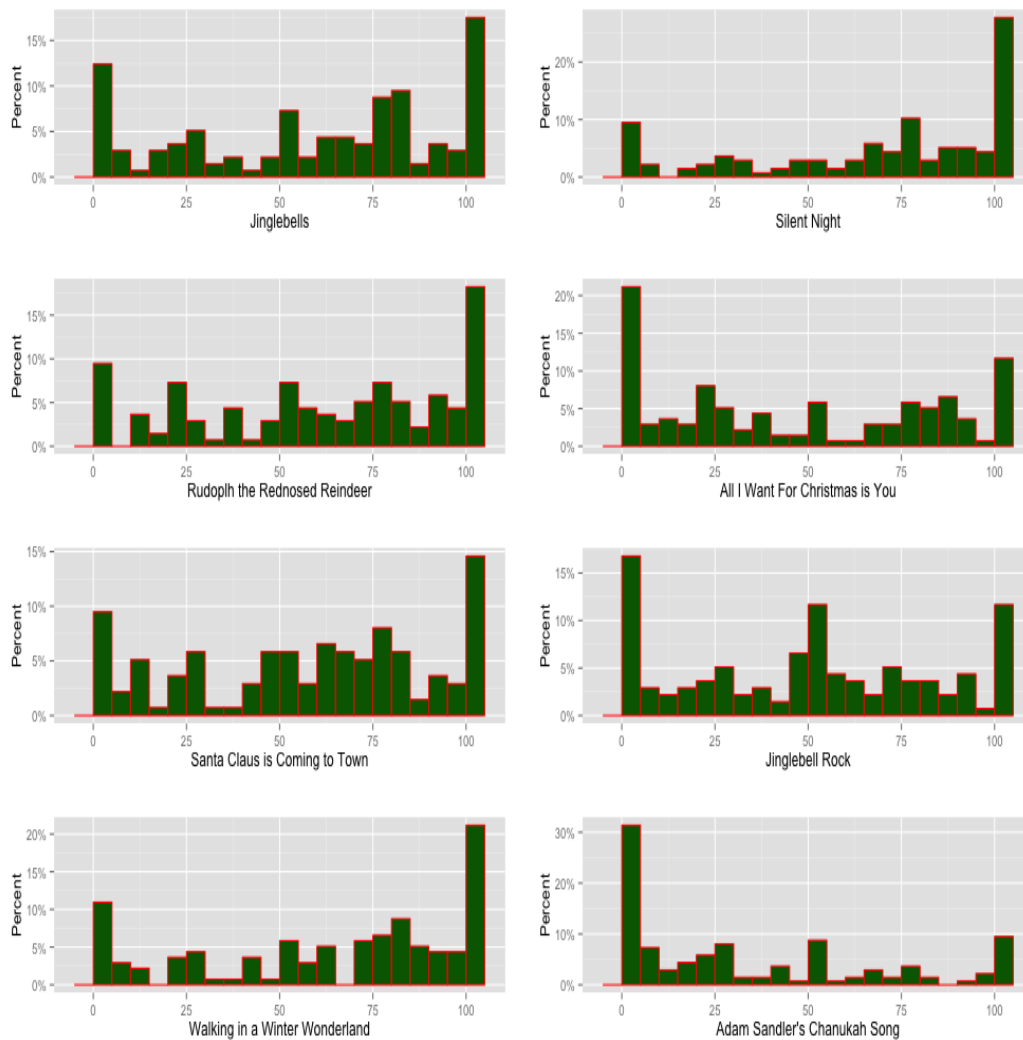 Percent
15%
10%
5%
0%
0 25 50 75 100
Jinglebells
Percent
20%
10%
0%
0 25 50 75 100
Silent Night
Percent
15%
10%
5%
0%
0 25 50 75 100
Rudoplh the Rednosed Reindeer
Percent
20%
15%
10%
5%
0%
0 25 50 75 100
All I Want For Christmas is You
Percent
15%
10%
5%
0%
0 25 50 75 100
Santa Claus is Coming to Town
Percent
15%
10%
5%
0%
0 25 50 75 100
Jinglebell Rock
Percent
20%
15%
10%
5%
0%
0 25 50 75 100
Walking in a Winter Wonderland
Percent
30%
20%
10%
0%
0 25 50 75 100
Adam Sandler's Chanukah Song